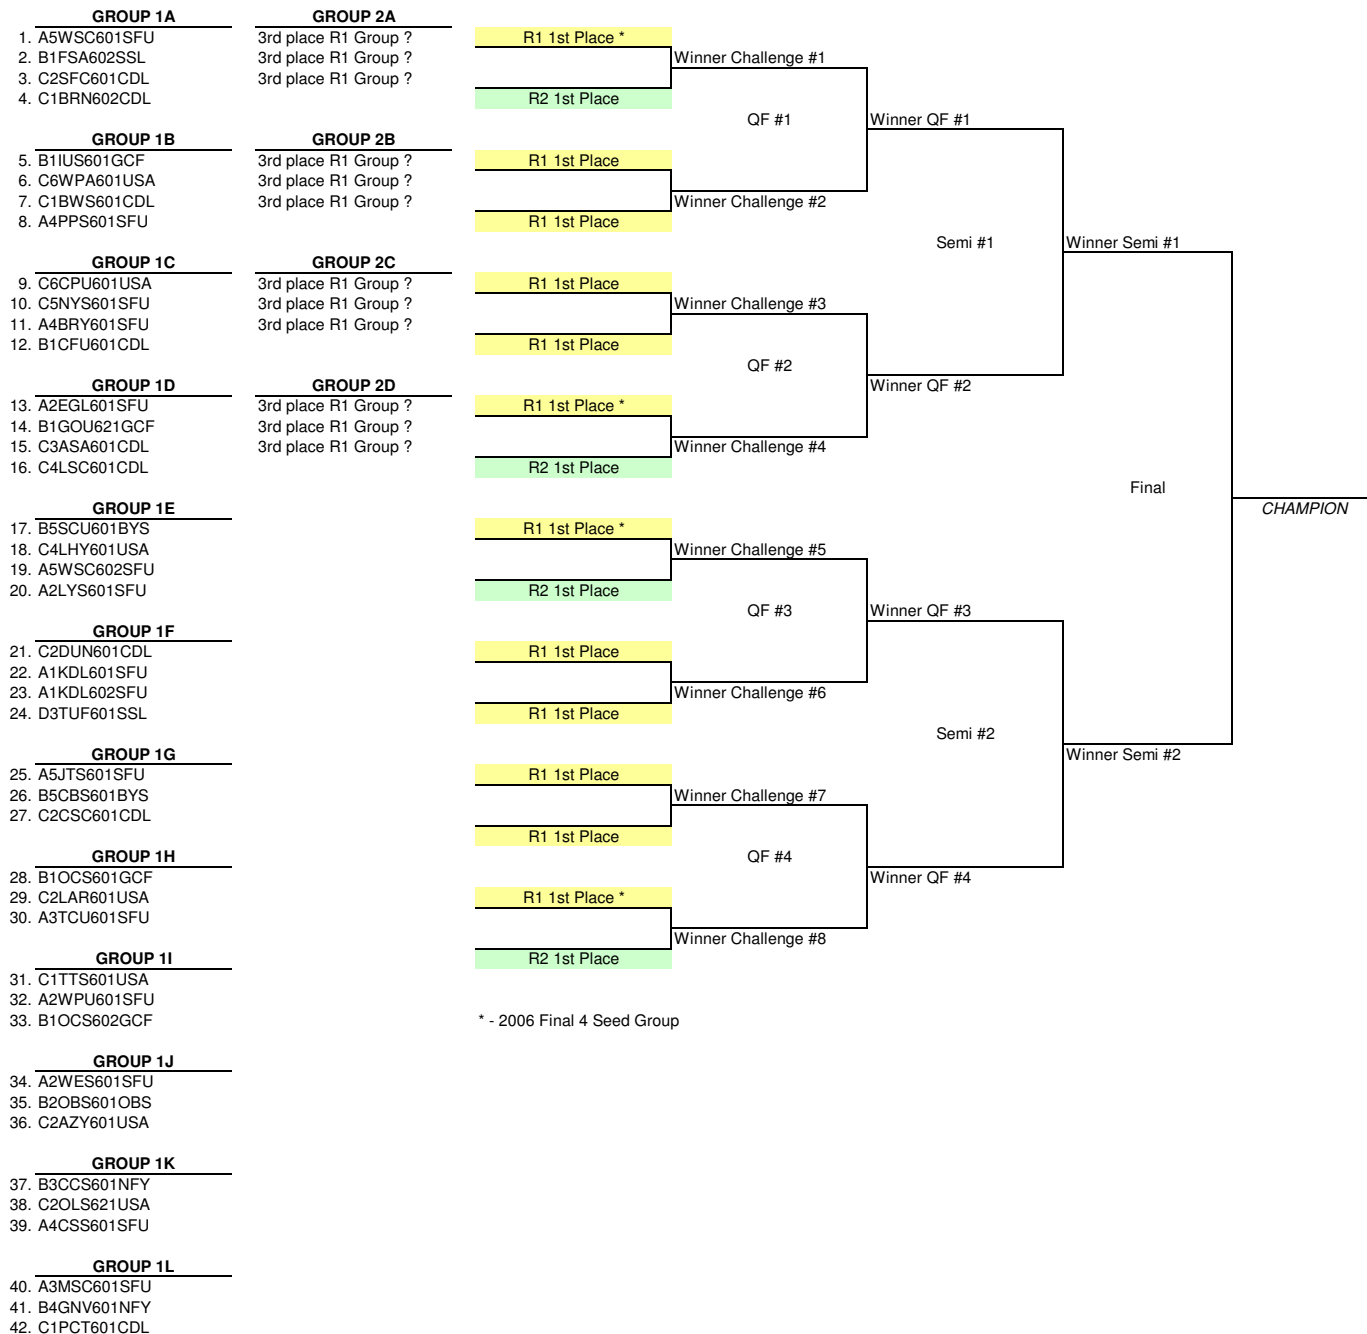 GROUP 1A
1. A5WSC601SFU
2. B1FSA602SSL
3. C2SFC601CDL
4. C1BRN602CDL
GROUP 1B
5. B1IUS601GCF
6. C6WPA601USA
7. C1BWS601CDL
8. A4PPS601SFU
GROUP 1C
9. C6CPU601USA
10. C5NYS601SFU
11. A4BRY601SFU
12. B1CFU601CDL
GROUP 1D
13. A2EGL601SFU
14. B1GOU621GCF
15. C3ASA601CDL
16. C4LSC601CDL
GROUP 1E
17. B5SCU601BYS
18. C4LHY601USA
19. A5WSC602SFU
20. A2LYS601SFU
GROUP 1F
21. C2DUN601CDL
22. A1KDL601SFU
23. A1KDL602SFU
24. D3TUF601SSL
GROUP 1G
25. A5JTS601SFU
26. B5CBS601BYS
27. C2CSC601CDL
GROUP 1H
28. B1OCS601GCF
29. C2LAR601USA
30. A3TCU601SFU
GROUP 1I
31. C1TTS601USA
32. A2WPU601SFU
33. B1OCS602GCF
GROUP 1J
34. A2WES601SFU
35. B2OBS601OBS
36. C2AZY601USA
GROUP 1K
37. B3CCS601NFY
38. C2OLS621USA
39. A4CSS601SFU
GROUP 1L
40. A3MSC601SFU
41. B4GNV601NFY
42. C1PCT601CDL
GROUP 2A
3rd place R1 Group ?
3rd place R1 Group ?
3rd place R1 Group ?
GROUP 2B
3rd place R1 Group ?
3rd place R1 Group ?
3rd place R1 Group ?
GROUP 2C
3rd place R1 Group ?
3rd place R1 Group ?
3rd place R1 Group ?
GROUP 2D
3rd place R1 Group ?
3rd place R1 Group ?
3rd place R1 Group ?
R1 1st Place *
R2 1st Place
R1 1st Place
R1 1st Place
R1 1st Place
R1 1st Place
R1 1st Place *
R2 1st Place
R1 1st Place *
R2 1st Place
R1 1st Place
R1 1st Place
R1 1st Place
R1 1st Place
R1 1st Place *
R2 1st Place
* - 2006 Final 4 Seed Group
Winner Challenge #1
QF #1
Winner Challenge #2
Winner Challenge #3
QF #2
Winner Challenge #4
Winner Challenge #5
QF #3
Winner Challenge #6
Winner Challenge #7
QF #4
Winner Challenge #8
Winner QF #1
Semi #1
Winner QF #2
Winner QF #3
Semi #2
Winner QF #4
Winner Semi #1
Final
Winner Semi #2
CHAMPION